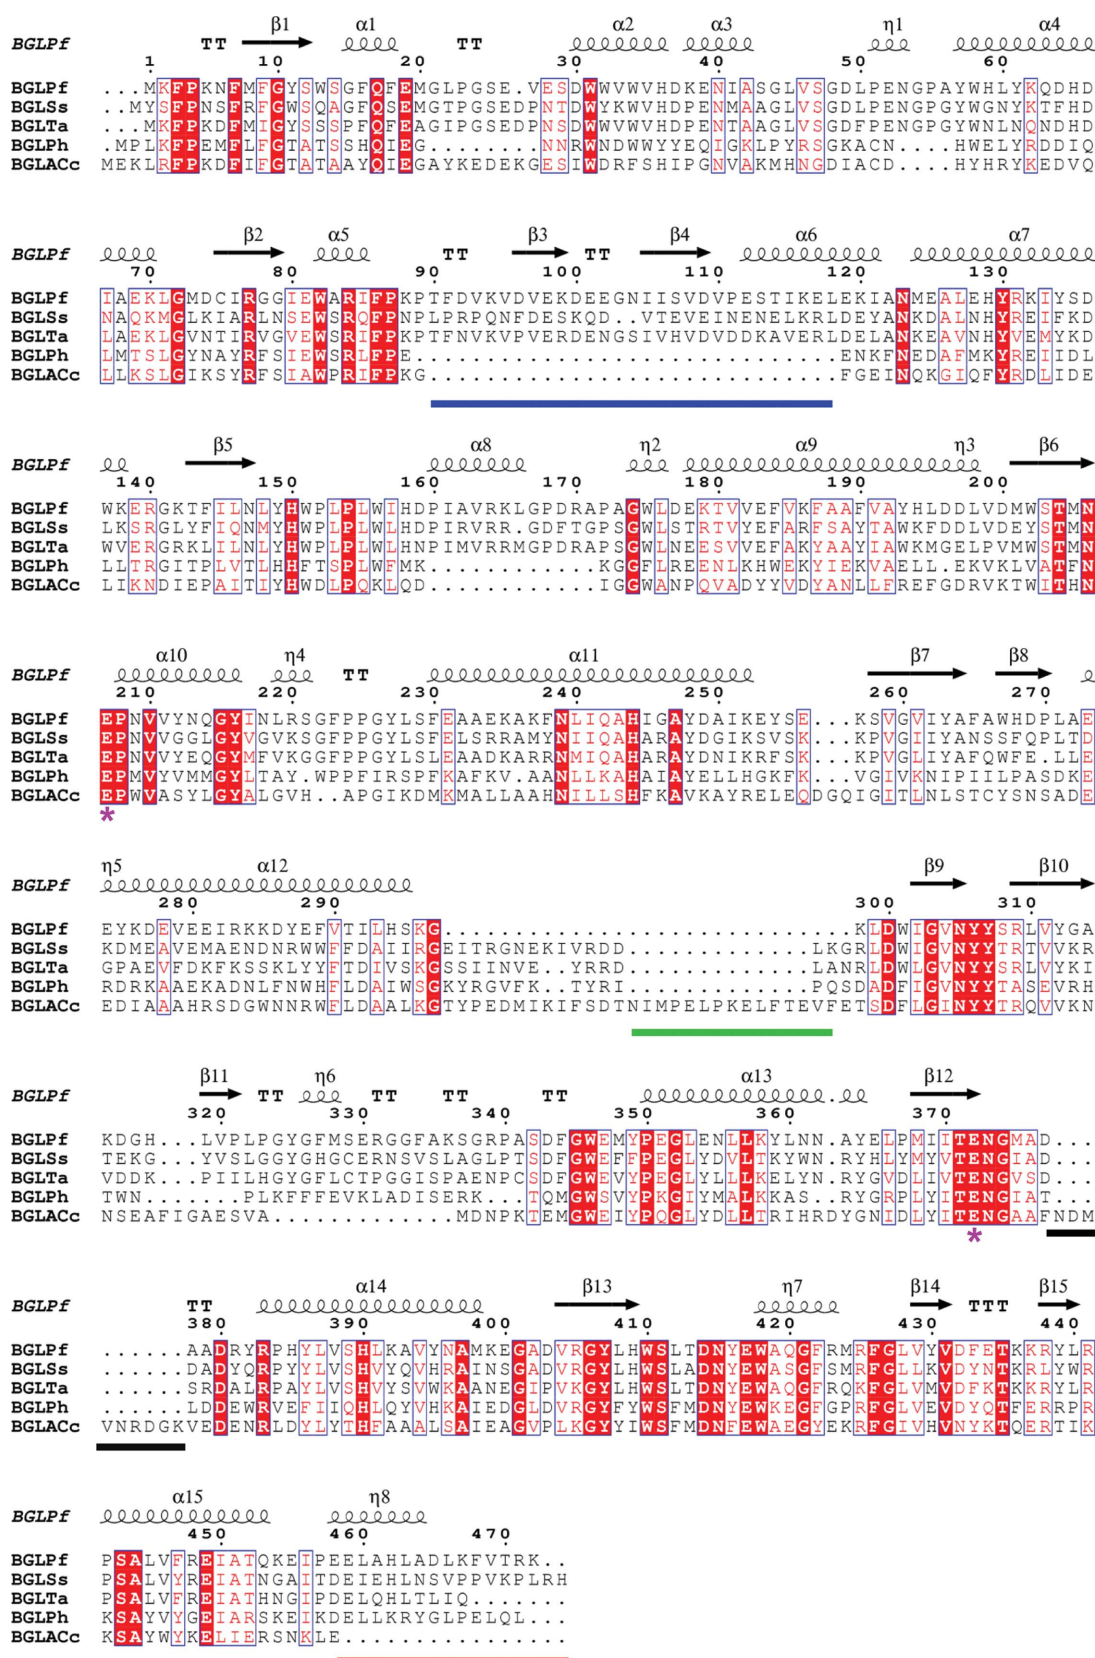 β1 α1 α2 α3 η1 α4
BGLPf TT TT
1 10 20 30 40 50 60
BGLPf ...MKFPKNFMFGYSWSGFQFEMGLPGSE.VESDWWVWVHDKENIASGLVSGDLPENGPAYWHLYKQDHD
BGLSs ..MYSFPNSFRFGWSQAGFQSEMGTPGSEDPNTDWYKWVHDPENMAAGLVSGDLPENGPGYWGNYKTFHD
BGLTa ...MKFPKDFMIGYSSSPFQFEAGIPGSEDPNSDWWVWVHDPENTAAGLVSGDFPENGPGYWNLNQNDHD
BGLPh .MPLKFPEMFLFGTATSSHQIEG......NNRWNDWWYYEQIGKLPYRSGKACN....HWELYRDDIQ
BGLACc MEKLRFPKDFIFGTATAAYQIEGAYKEDEKGESIWDRFSHIPGNVAKMHNGDIACD....HYHRYKEDVQ
β2 α5 β3 β4 α6 α7
BGLPf TT TT
70 80 90 100 110 120 130
BGLPf IAEKLGMDCIRGGIEWARIFPKPTFDVKVDVEKDEEGNIISVDVPESTIKELEKIANMEALEHYRKIYSD
BGLSs NAQKMGLKIARLNSEWSRQFPNPLPRPQNFDESKQD..VTEVEINENELKRLDEYANKDALNHYREIFKD
BGLTa LAEKLGVNTIRVGVEWSRIFPKPTFNVKVPVERDENGSIVHVDVDDKAVERLDELANKEAVNHYVEMYKD
BGLPh LMTSLGYNAYRFSIEWSRLFPE..............................ENKFNEDAFMKYREIIDL
BGLACc LLKSLGIKSYRFSIAWPRIFPKG.............................FGEINQKGIQFYRDLIDE
β5 α8 η2 α9 η3 β6
BGLPf
140 150 160 170 180 190 200
BGLPf WKSRGKTFILNLYHWPLPLWIHDPIAVRKLGPDRAPAGWLDEKTVVEFVKFAAFVAYHLDDLVDMWSTMN
BGLSs LKSRGLYFIQNMYHWPLPLWLHDPIRVRR.GDFTGPSGWLSTRTVYEFARFSAYTAWKFDDLVDEYSTMN
BGLTa WVERGRKLILNLYHWPLPLWLHNPIMVRRMGPDRAPSGWLNEESVVEFAKYAAYIAWKMGELPVMWSTMN
BGLPh LLTRGITPLVTLHHFTSPLWFMK............KGGFLREENLKHWEKYIEKVAELL.EKVKLVATFN
BGLACc LIKNDIEPAITIYHWDLPQKLQD............IGGWANPQVADYYVDYANLLFREFGDRVKTWITHN
α10 η4 α11 β7 β8
BGLPf TT
210 220 230 240 250 260 270
BGLPf EPNVVYNQGYINLRSGFPPGYLSFEAAEKAKFNLIQAHIGAYDAIKEYSE...KSVGVIYAFAWHDPLAE
BGLSs EPNVVGGLGYVGVKSGFPPGYLSFELSRRAMYNIIQAHARAYDGIKSVSK...KPVGIIYANSSFQPLTD
BGLTa EPNVVYEQGYMFVKGGFPPGYLSLEAADKARRNMIQAHARAYDNIKRFSK...KPVGLIYAFQWFE.LLE
BGLPh EPMVYVMMGYLTAY.WPPFIRSPFKAFKV.AANLLKAHAIAYELLHGKFK....VGIVKNIPIILPASDKE
BGLACc EPWVASYLGYALGVH..APGIKDMKMALLAAHNILLSHFKAVKAYRELEQDGQIGITLNLSTCYSNSADE
*
η5 α12 β9 β10
BGLPf
280 290 300 310
BGLPf EYKDEVEEIRKKDYEFVTILHSKG.............................KLDWIGVNYYSRLVYGA
BGLSs KDMEAVEMAENDNRWWFFDAIIRGEITRGNEKIVRDD..............LKGRLDWIGVNYYTRTVVKR
BGLTa GPAEVFDKFKSSKLYYFTDIVSKGSSIINVE..YRRD..............LANRLDWLGVNYYSRLVYKI
BGLPh RDRKAAEKADNLFNWHFLDAIWSGKYRGVFK..TYRI..............PQSDADFIGVNYYTASEVRH
BGLACc EDIAAAHRSDGWNNRWFLDAALKGTYPEDMIKIFSDTNIMPELPKELFTEVFETSDFLGINYYTRQVVKN
β11 η6 α13 β12
BGLPf TT TT TT TT
320 330 340 350 360 370
BGLPf KDGH...LVPLPGYGFMSERGGFAKSGRPASDFGWEMYPEGLENLLKYLNN.AYELPMIITENGMAD...
BGLSs TEKG...YVSLGGYGHGCERNSVSLAGLPTSDFGWEFFPEGLYDVLTKYWN.RYHLYMYVTENGIAD...
BGLTa VDDK...PIILHGYGFLCTPGGISPAENPCSDFGWEVYPEGLYLLLKELYN.RYGVDLIVTENGVSD...
BGLPh TWN......PLKFFFEVKLADISERK...TQMGWSVYPKGIYMALKKAS..RYGRPLYITENGIAT...
BGLACc NSEAFIGAESVA.............MDNPKTEMGWEIYPQGLYDLLTRIHRDYGNIDLYITENGAAFNDM
*
α14 β13 η7 β14 β15
BGLPf TT TTT
380 390 400 410 420 430 440
BGLPf ......AADRYRPHYLVSHLKAVYNAMKEGADVRGYLHWSLTDNYEWAQGFRMRFGLVYVDFETKKRYLR
BGLSs ......DADYQRPYYLVSHVYQVHRAINSGADVRGYLHWSLADNYEWASGFSMRFGLLKVDYNTKRLYWR
BGLTa ......SRDALRPAYLVSHVYSVWKAANEGIPVKGYLHWSLTDNYEWAQGFRQKFGLVMVDFKTKKRYLR
BGLPh ......LDDEWRVEFIIQHLQYVHKAIEDGLDVRGYFYWSFMDNYEWKEGFGPRFGLVEVDYQTFERRPR
BGLACc VNRDGKVEDENRLDYLYTHFAAALSAIEAGVPLKGYYIWSFMDNFEWAEGYEKRFGIVHVNYKTQERTIK
α15 η8
BGLPf
450 460 470
BGLPf PSALVFREIATQKEIPEELAHLADLKFVTRK..
BGLSs PSALVYREIATNGAITDEIEHLNSVPPVKPLRH
BGLTa PSALVFREIATHNGIPDELQHLTLIQ.......
BGLPh KSAYVYGEIARSKEIKDELLKRYGLPELQL...
BGLACc KSAYWYKELIERSNKLE................